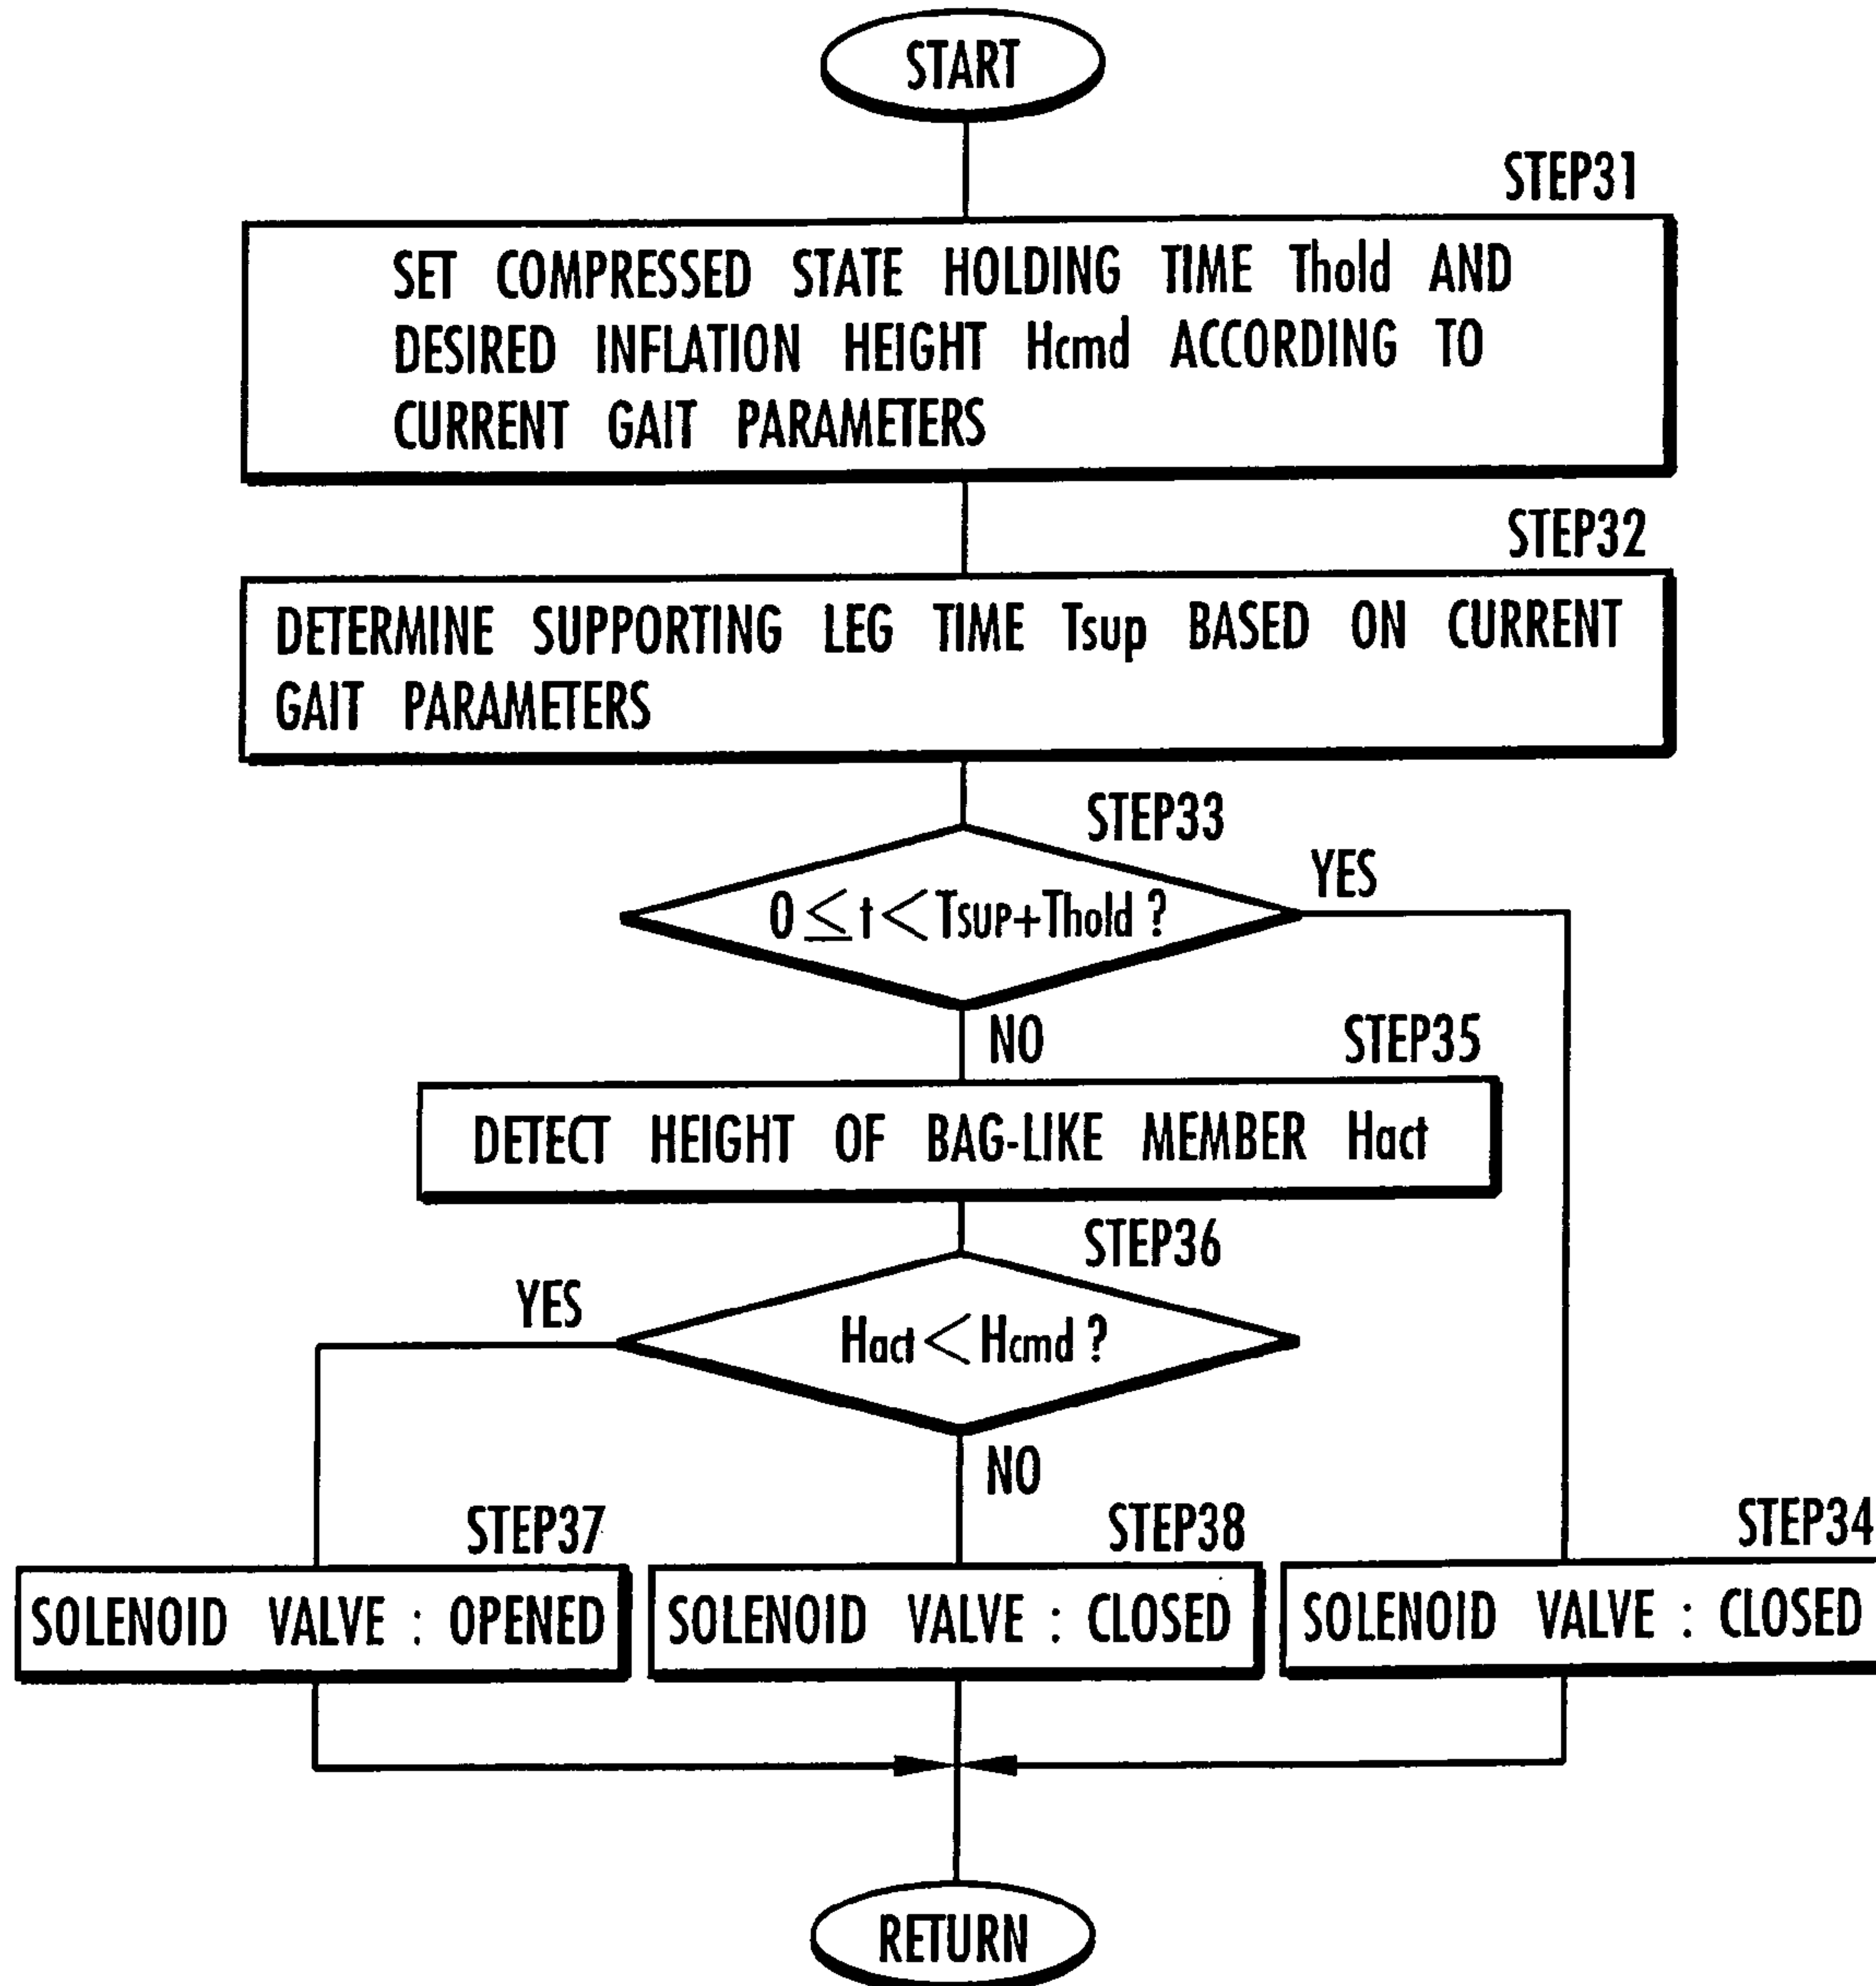 START
STEP31
SET COMPRESSED STATE HOLDING TIME Thold AND
DESIRED INFLATION HEIGHT Hcmd ACCORDING TO
CURRENT GAIT PARAMETERS
STEP32
DETERMINE SUPPORTING LEG TIME Tsup BASED ON CURRENT
GAIT PARAMETERS
STEP33
0≦t<TSUP+Thold?
YES
NO
STEP35
DETECT HEIGHT OF BAG-LIKE MEMBER Hact
STEP36
YES
Hact<Hcmd?
NO
STEP37
SOLENOID VALVE : OPENED
STEP38
SOLENOID VALVE : CLOSED
STEP34
SOLENOID VALVE : CLOSED
RETURN